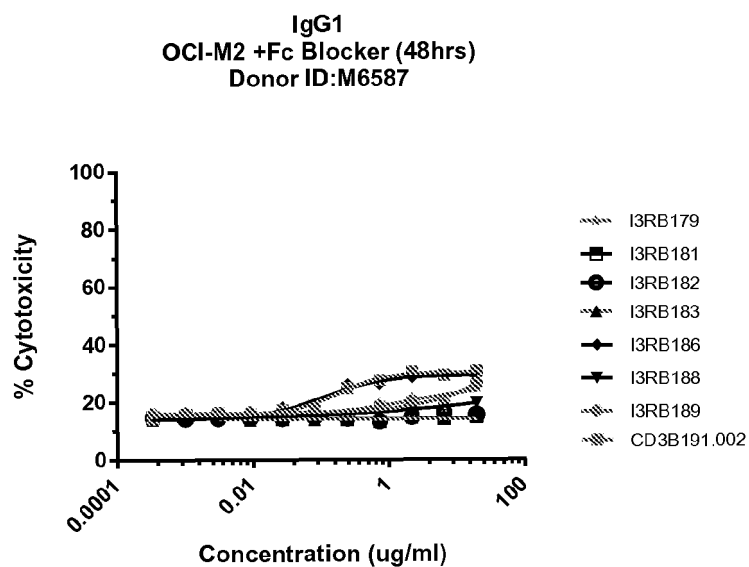 IgG1
OCI-M2 +Fc Blocker (48hrs)
Donor ID:M6587
% Cytotoxicity
100
80
60
40
20
0
0.0001
0.01
1
100
Concentration (ug/ml)
I3RB179
I3RB181
I3RB182
I3RB183
I3RB186
I3RB188
I3RB189
CD3B191.002